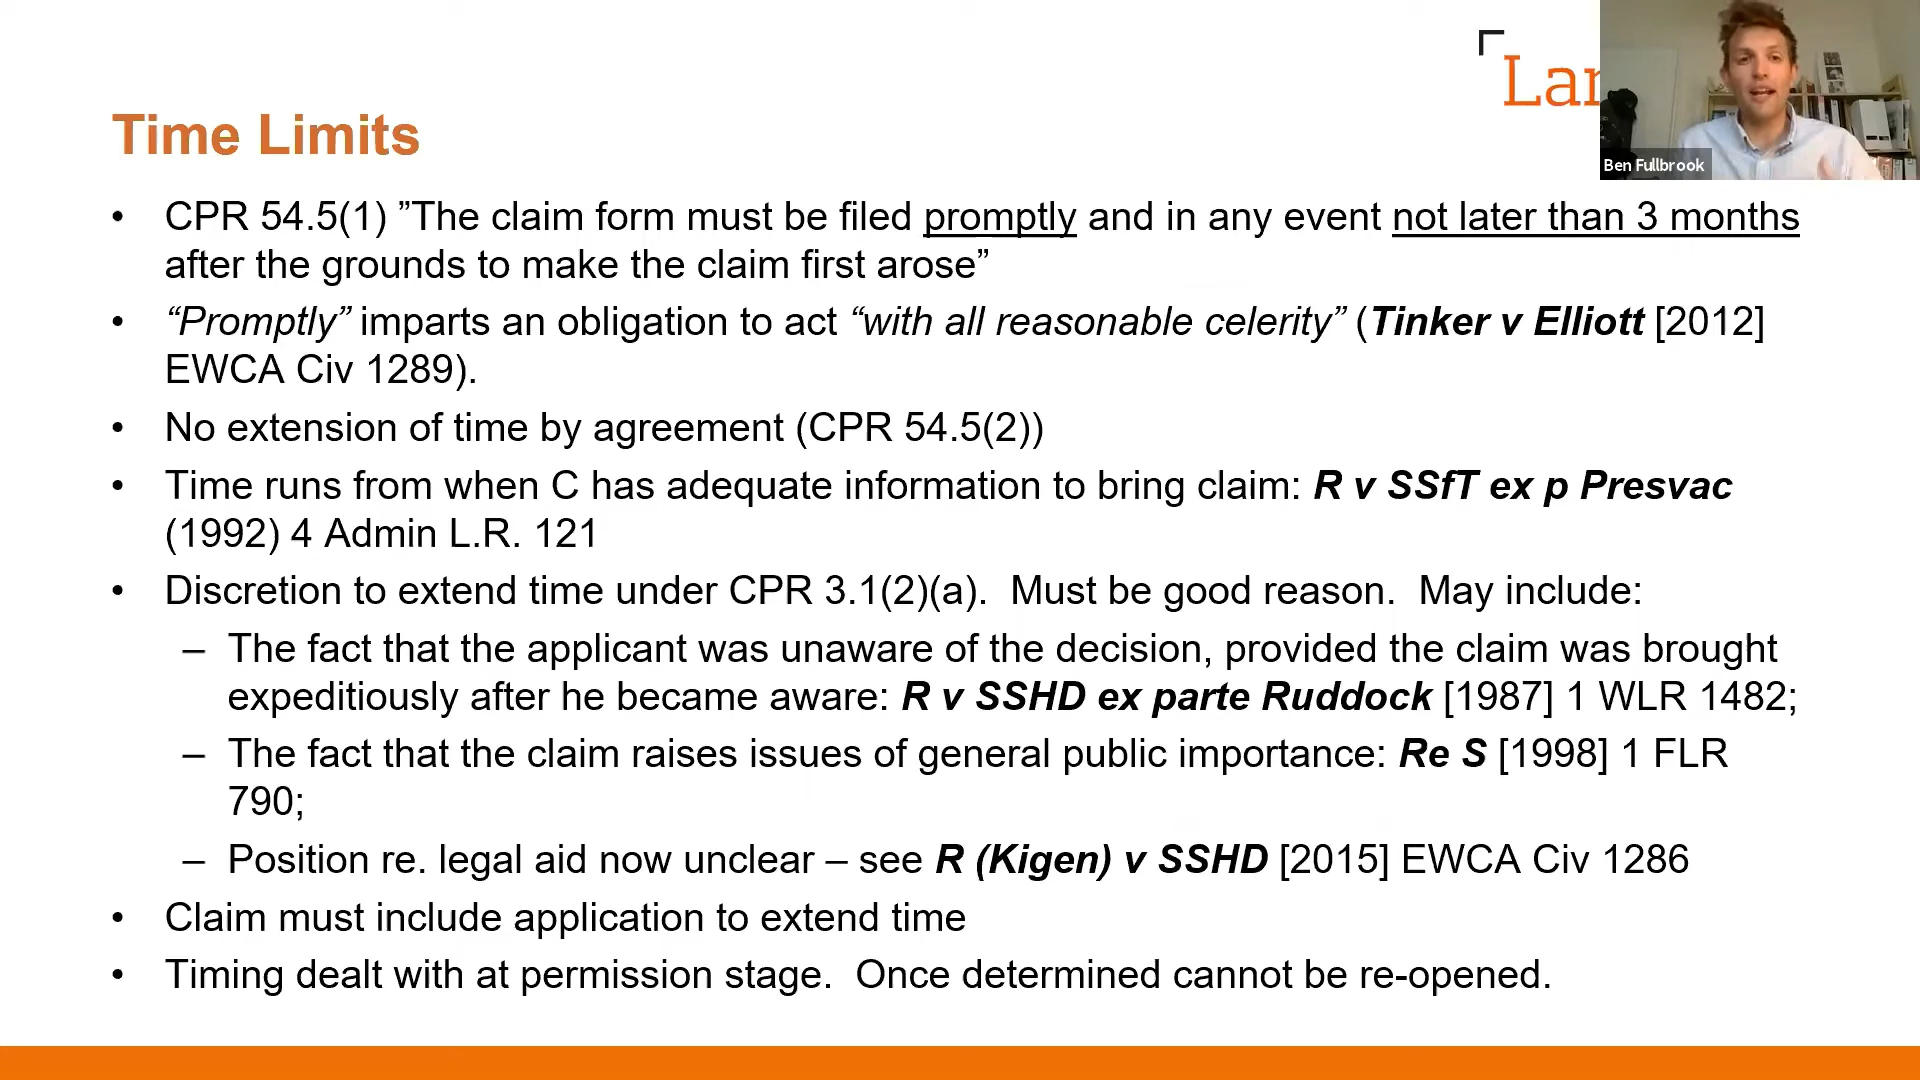 Lan
Ben Fullbrook
Time Limits
• CPR 54.5(1) ”The claim form must be filed promptly and in any event not later than 3 months
after the grounds to make the claim first arose”
• “Promptly” imparts an obligation to act “with all reasonable celerity” (Tinker v Elliott [2012]
EWCA Civ 1289).
• No extension of time by agreement (CPR 54.5(2))
• Time runs from when C has adequate information to bring claim: R v SSfT ex p Presvac
(1992) 4 Admin L.R. 121
• Discretion to extend time under CPR 3.1(2)(a).  Must be good reason.  May include:
– The fact that the applicant was unaware of the decision, provided the claim was brought
expeditiously after he became aware: R v SSHD ex parte Ruddock [1987] 1 WLR 1482;
– The fact that the claim raises issues of general public importance: Re S [1998] 1 FLR
790;
– Position re. legal aid now unclear – see R (Kigen) v SSHD [2015] EWCA Civ 1286
• Claim must include application to extend time
• Timing dealt with at permission stage.  Once determined cannot be re-opened.